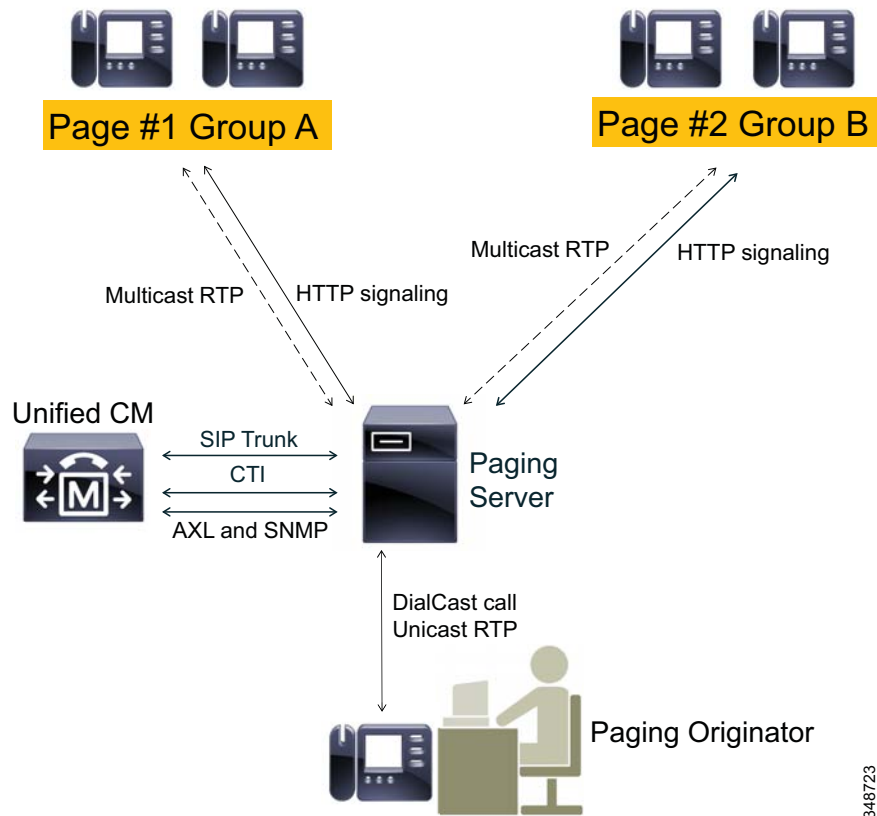 Page #1 Group A
Page #2 Group B
Multicast RTP
HTTP signaling
Multicast RTP
HTTP signaling
Unified CM
SIP Trunk
CTI
AXL and SNMP
M
Paging
Server
DialCast call
Unicast RTP
Paging Originator
348723